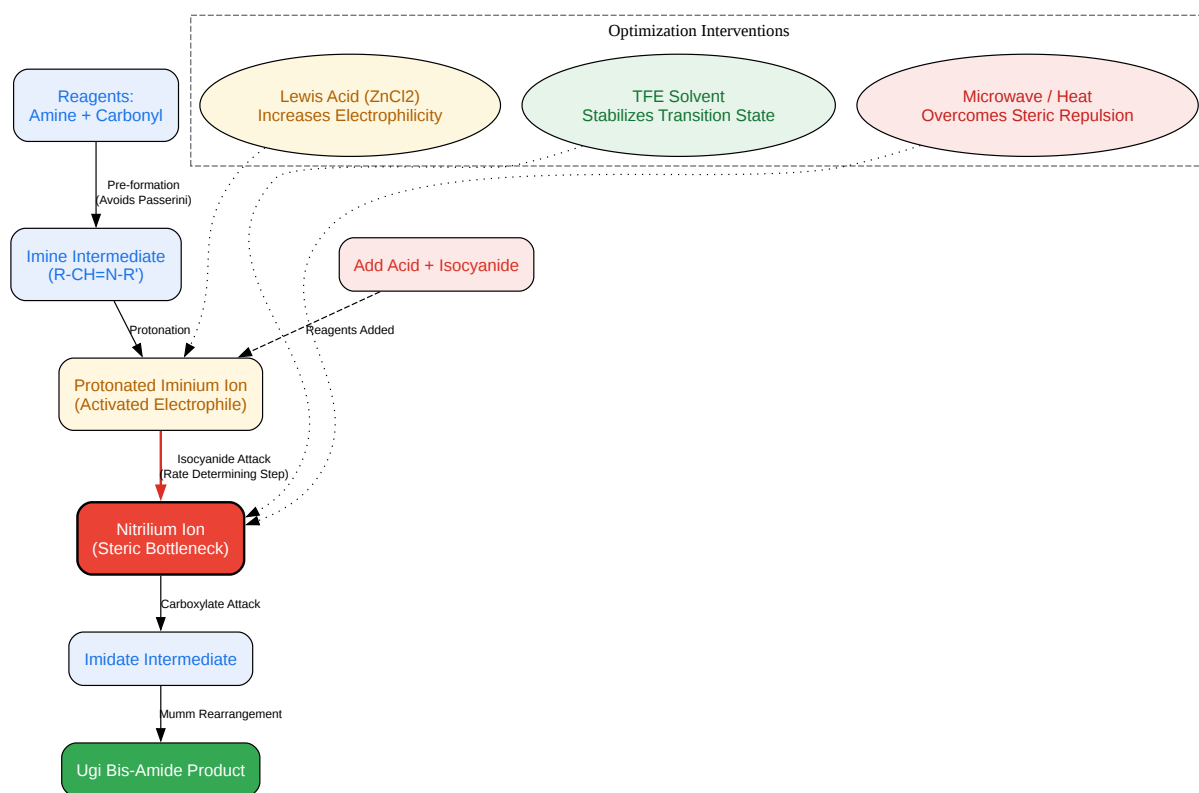 Optimization Interventions
Reagents:
Amine + Carbonyl
Lewis Acid (ZnCl2)
Increases Electrophilicity
TFE Solvent
Stabilizes Transition State
Microwave / Heat
Overcomes Steric Repulsion
Pre-formation
(Avoids Passerini)
Imine Intermediate
(R-CH=N-R')
Add Acid + Isocyanide
Protonation
Reagents Added
Protonated Iminium Ion
(Activated Electrophile)
Isocyanide Attack
(Rate Determining Step)
Nitrilium Ion
(Steric Bottleneck)
Carboxylate Attack
Imidate Intermediate
Mumm Rearrangement
Ugi Bis-Amide Product